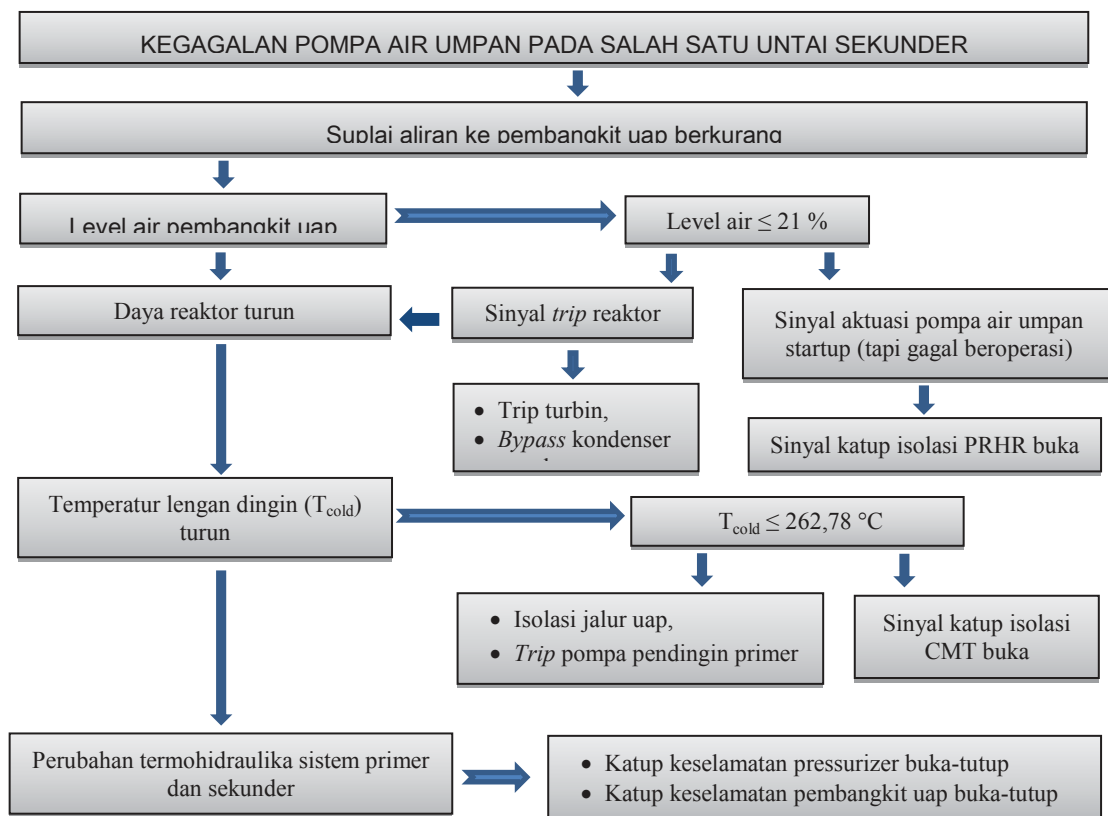 KEGAGALAN POMPA AIR UMPAN PADA SALAH SATU UNTAI SEKUNDER
Suplai aliran ke pembangkit uap berkurang
Level air pembangkit uap
Level air ≤ 21 %
Daya reaktor turun
Sinyal trip reaktor
Sinyal aktuasi pompa air umpan
startup (tapi gagal beroperasi)
• Trip turbin,
• Bypass kondenser
Sinyal katup isolasi PRHR buka
Temperatur lengan dingin (Tcold)
turun
Tcold ≤ 262,78 °C
• Isolasi jalur uap,
• Trip pompa pendingin primer
Sinyal katup isolasi
CMT buka
Perubahan termohidraulika sistem primer
dan sekunder
• Katup keselamatan pressurizer buka-tutup
• Katup keselamatan pembangkit uap buka-tutup